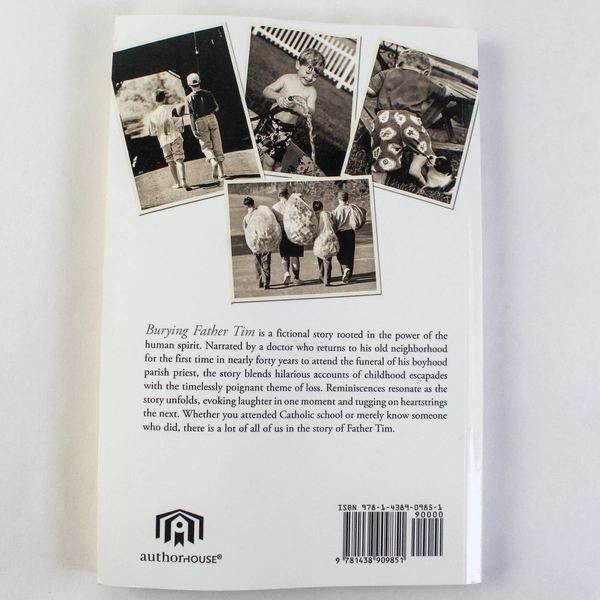 Burying Father Tim is a fictional story rooted in the power of the
human spirit. Narrated by a doctor who returns to his old neighborhood
for the first time in nearly forty years to attend the funeral of his boyhood
parish priest, the story blends hilarious accounts of childhood escapades
with the timelessly poignant theme of loss. Reminiscences resonate as the
story unfolds, evoking laughter in one moment and tugging on heartstrings
the next. Whether you attended Catholic school or merely know someone
who did, there is a lot of all of us in the story of Father Tim.
ISBN 978-1-4389-0985-1
90000
authorHOUSE®
9 781438 909851